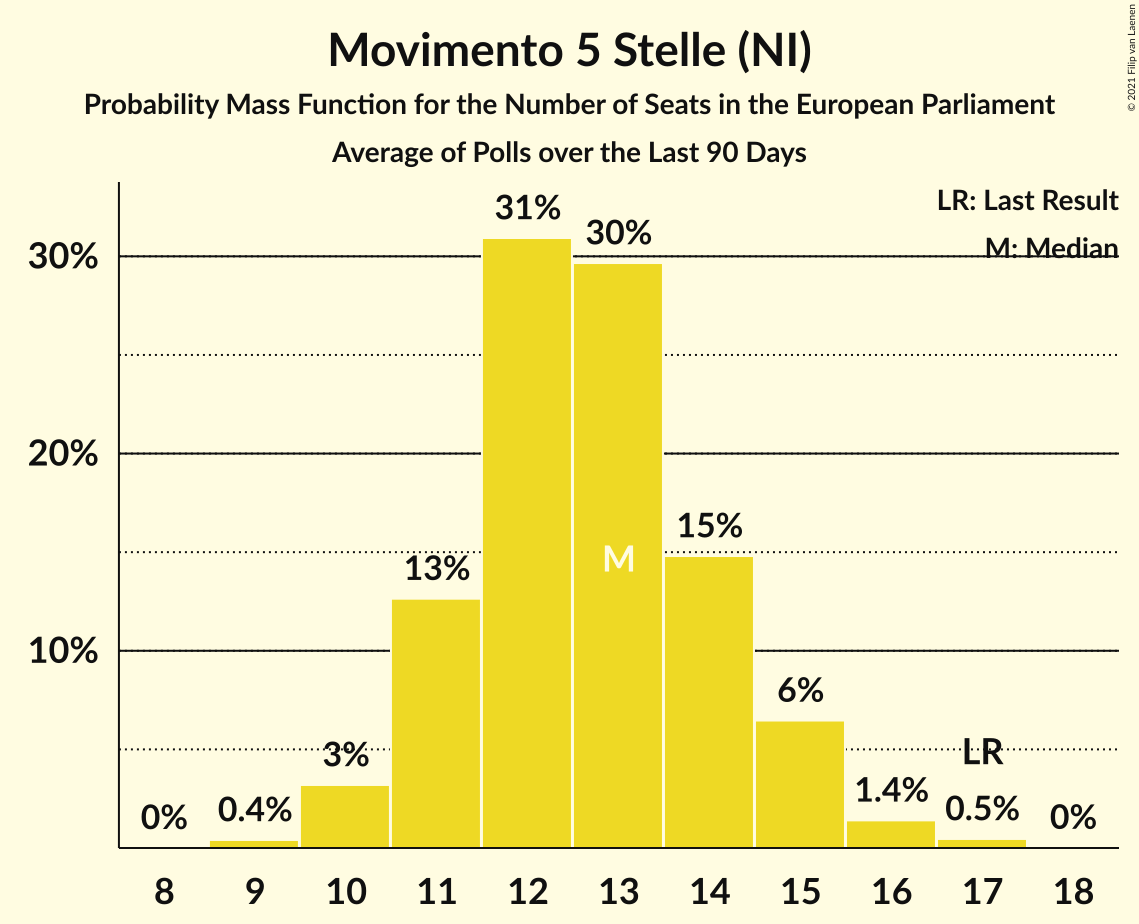 Movimento 5 Stelle (NI)
Probability Mass Function for the Number of Seats in the European Parliament
Average of Polls over the Last 90 Days
© 2021 Filip van Laenen
LR: Last Result
M: Median
30%
20%
10%
0%
0.4%
3%
13%
31%
30%
M
15%
6%
1.4%
LR
0.5%
0%
8 9 10 11 12 13 14 15 16 17 18